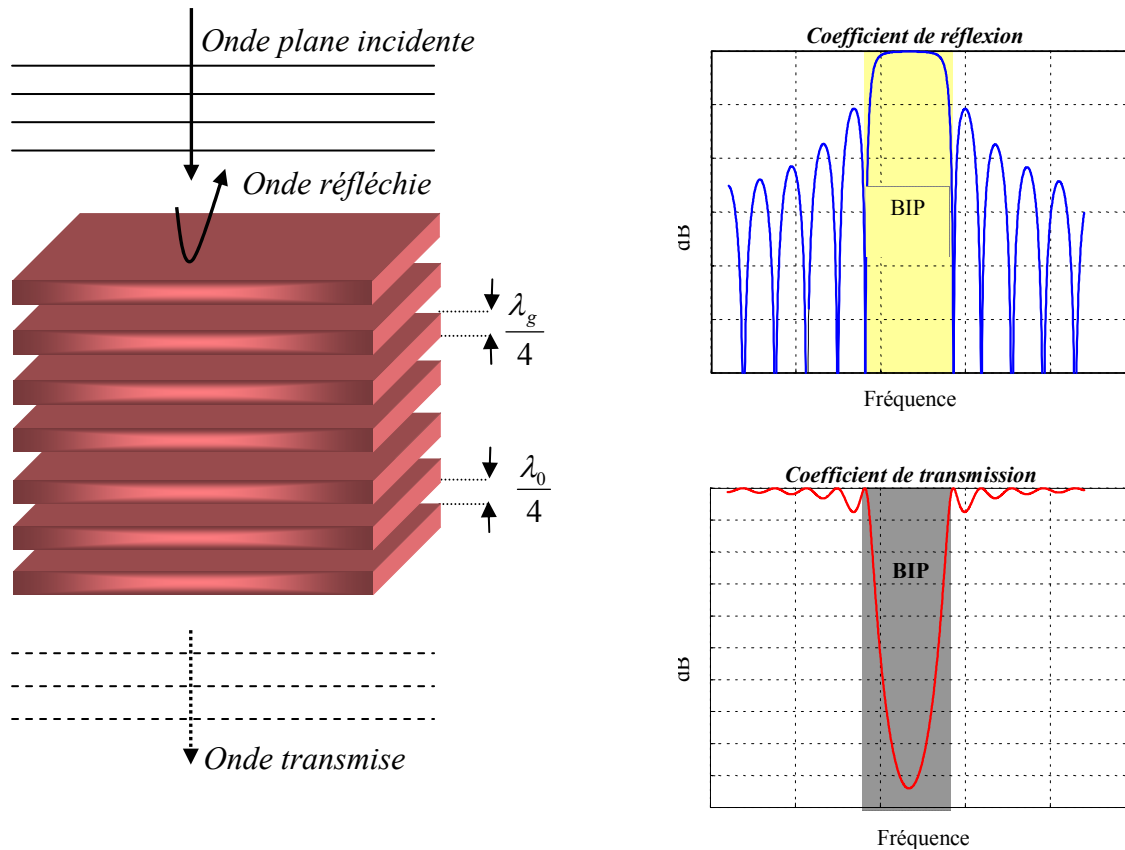 Onde plane incidente
Onde réfléchie
λg/4
λ0/4
Onde transmise
Coefficient de réflexion
BIP
dB
Fréquence
Coefficient de transmission
BIP
dB
Fréquence